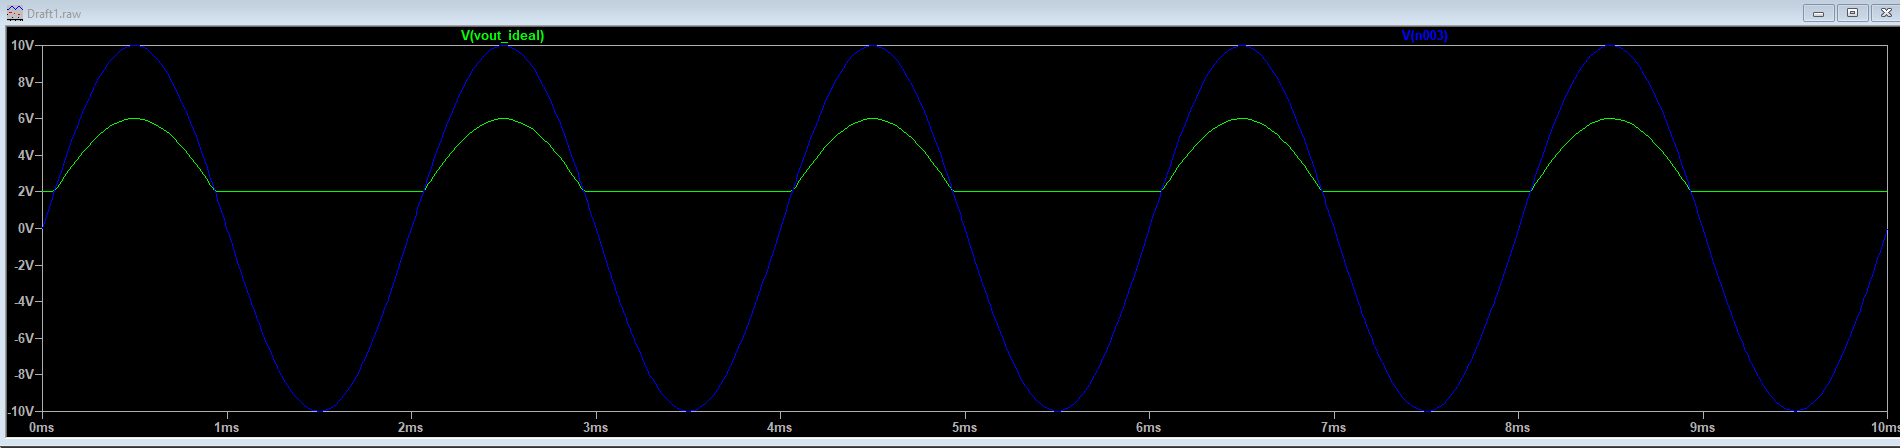 Draft1.raw
V(vout_ideal) V(n003)
10V
8V
6V
4V
2V
0V
-2V
-4V
-6V
-8V
-10V
0ms 1ms 2ms 3ms 4ms 5ms 6ms 7ms 8ms 9ms 10ms